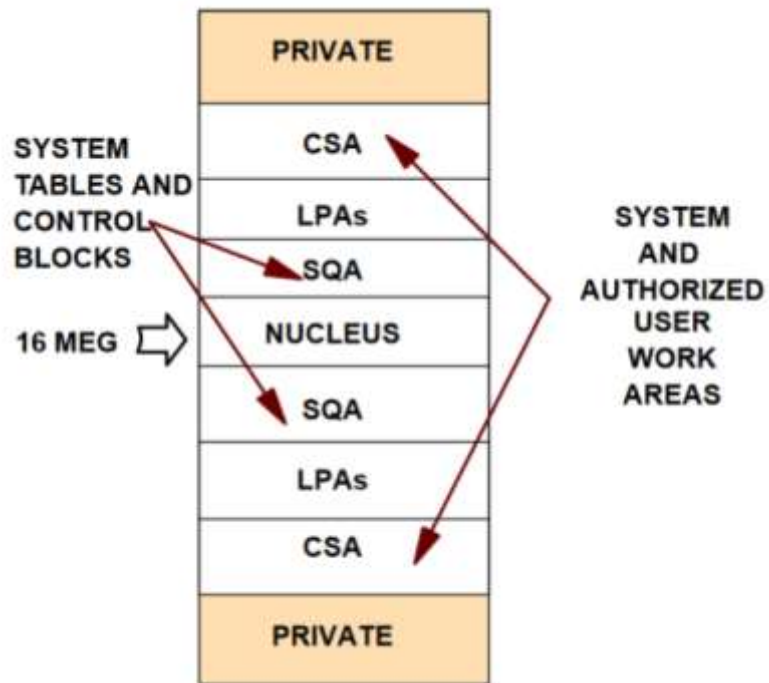 PRIVATE
CSA
LPAs
SQA
NUCLEUS
SQA
LPAs
CSA
PRIVATE
SYSTEM
TABLES AND
CONTROL
BLOCKS
16 MEG
SYSTEM
AND
AUTHORIZED
USER
WORK
AREAS